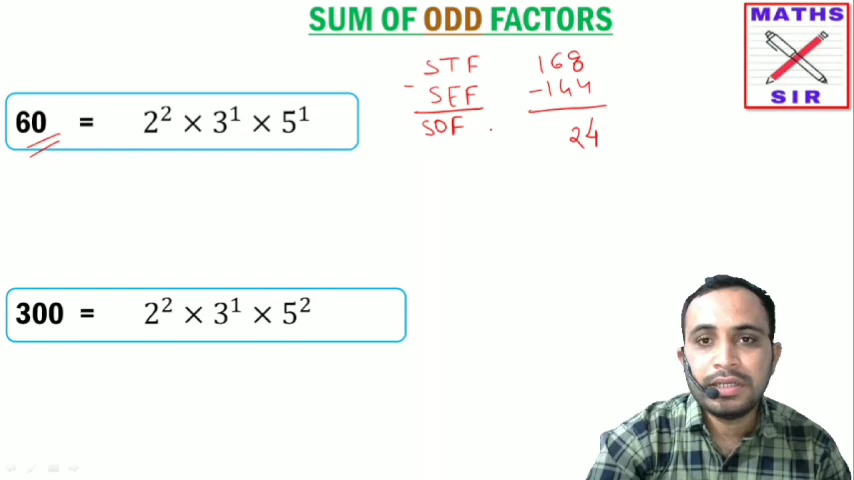 SUM OF ODD FACTORS
MATHS
SIR
STF 168
- SEF -144
SOF . 24
60 = 2² × 3¹ × 5¹
300 = 2² × 3¹ × 5²